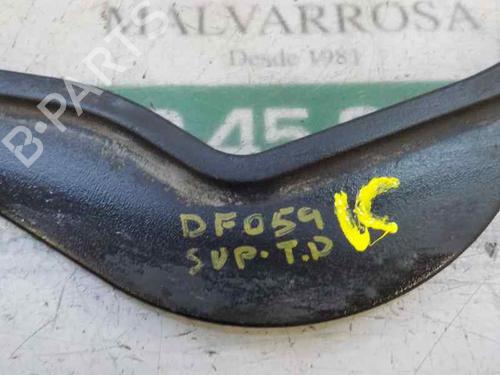 MALVARROSA
Desde 1981
B-PARTS
DF059 K
SUP. T.D